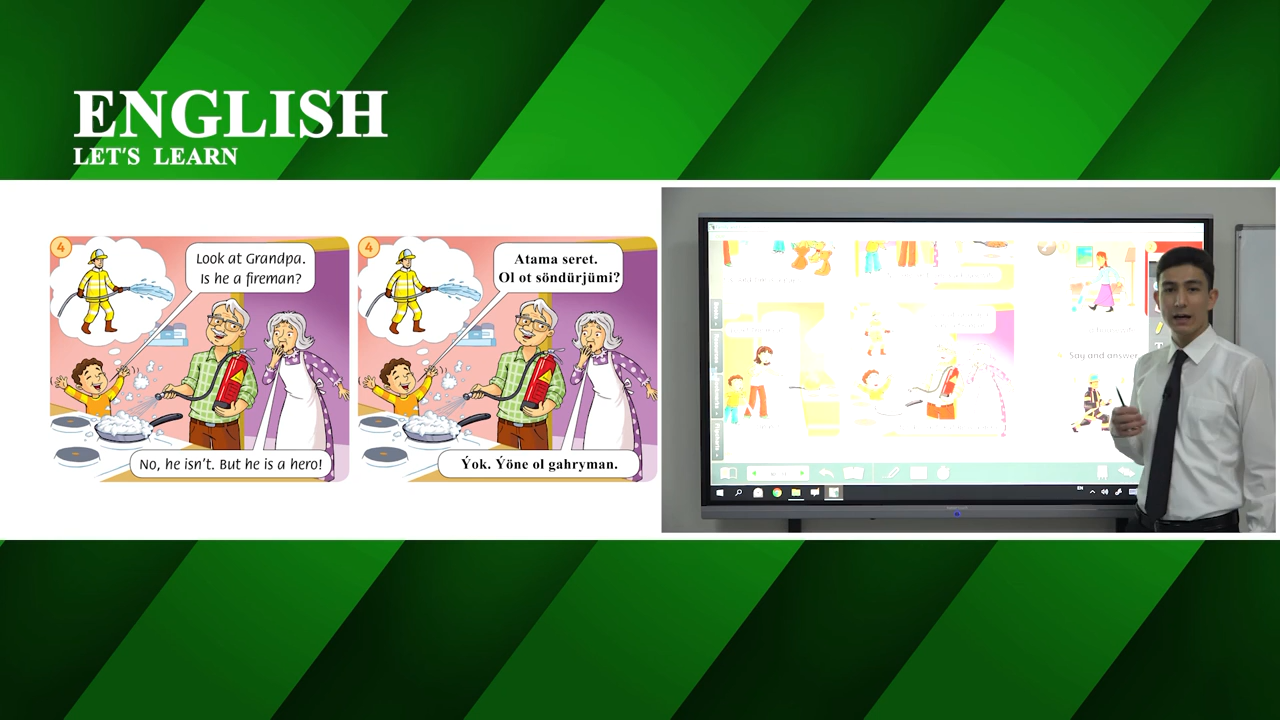 ENGLISH
LET'S LEARN
4
Look at Grandpa.
Is he a fireman?
No, he isn't. But he is a hero!
4
Atama seret.
Ol ot söndürjümi?
Ýok. Ýöne ol gahryman.
Say and answer
EN